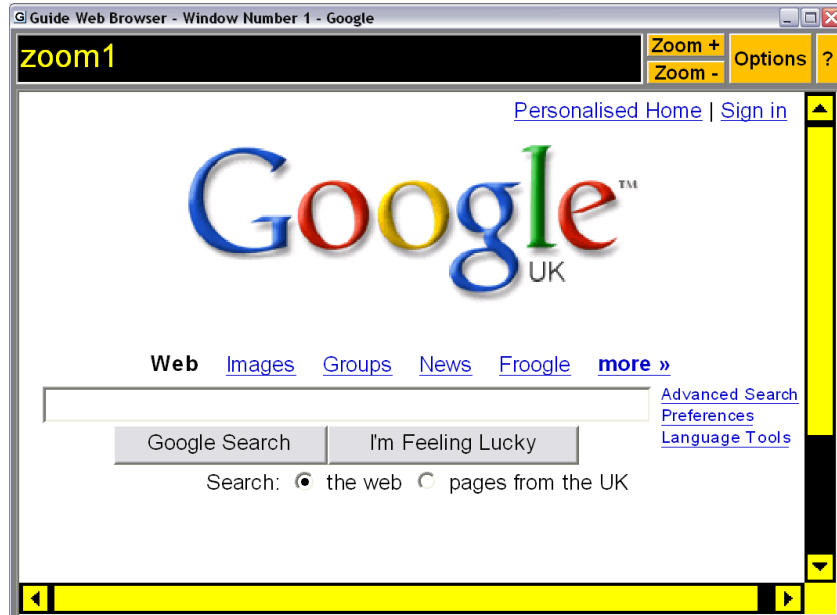 Guide Web Browser - Window Number 1 - Google
zoom1
Zoom +
Zoom -
Options
?
Personalised Home | Sign in
Google™
UK
Web Images Groups News Froogle more »
Advanced Search
Preferences
Language Tools
Google Search I'm Feeling Lucky
Search: the web pages from the UK